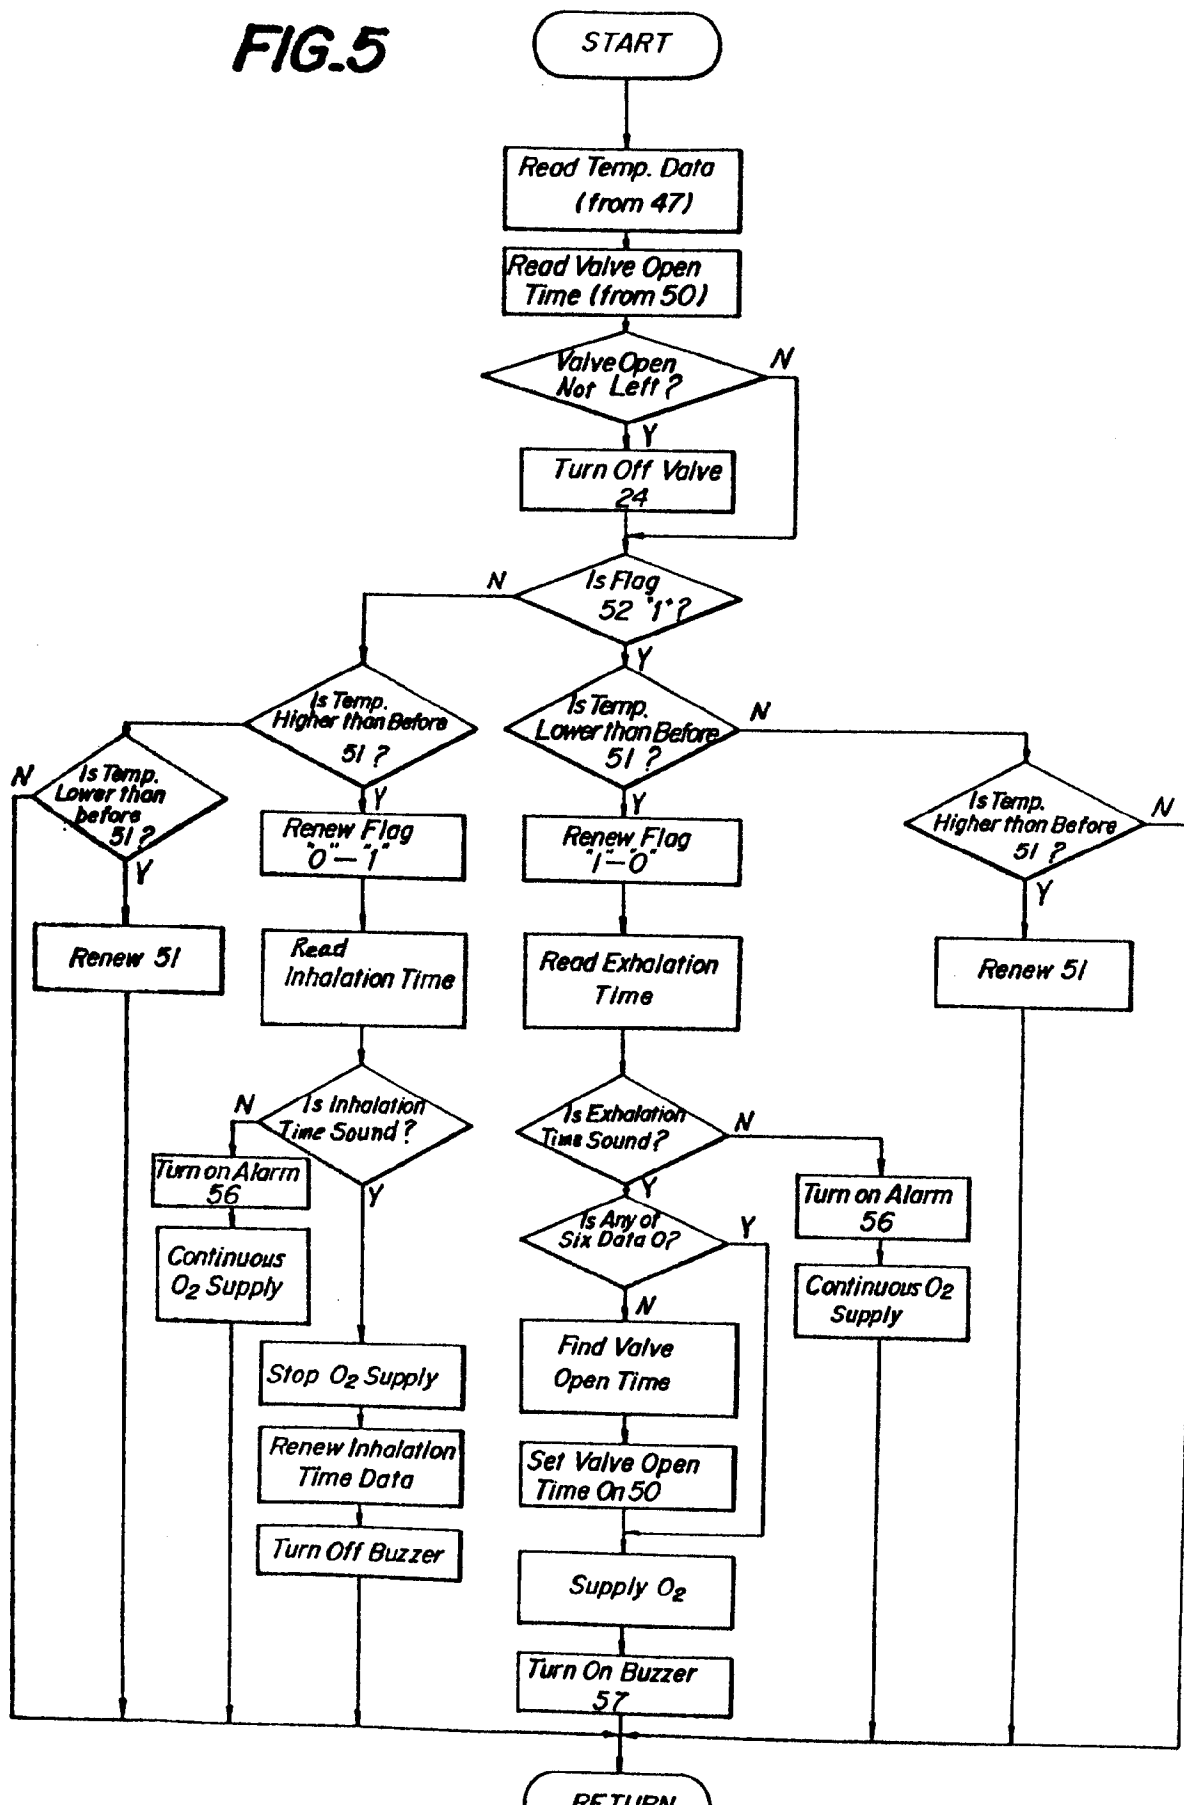 FIG.5
START
Read Temp. Data
(from 47)
Read Valve Open
Time (from 50)
Valve Open
Not Left?
N
Y
Turn Off Valve
24
Is Flag
52 "1"?
N
Y
Is Temp.
Higher than Before
51?
Y
Is Temp.
Lower than Before
51?
N
Y
Is Temp.
Lower than
before
51?
N
Y
Is Temp.
Higher than Before
51?
N
Y
Renew Flag
"0"—"1"
Renew Flag
"1"—"0"
Renew 51
Read
Inhalation Time
Read Exhalation
Time
Renew 51
Is Inhalation
Time Sound?
N
Y
Is Exhalation
Time Sound?
N
Y
Turn on Alarm
56
Continuous
O2 Supply
Is Any of
Six Data 0?
Y
N
Turn on Alarm
56
Continuous O2
Supply
Stop O2 Supply
Renew Inhalation
Time Data
Turn Off Buzzer
Find Valve
Open Time
Set Valve Open
Time On 50
Supply O2
Turn On Buzzer
57
RETURN